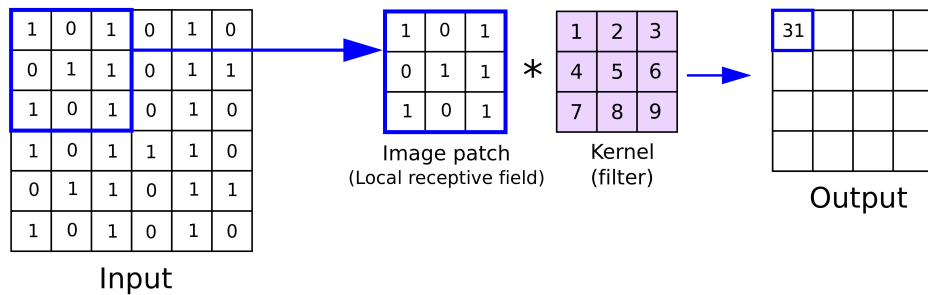 1 0 1 0 1 0
0 1 1 0 1 1
1 0 1 0 1 0
1 0 1 1 1 0
0 1 1 0 1 1
1 0 1 0 1 0
Input
1 0 1
0 1 1
1 0 1
Image patch
(Local receptive field)
*
1 2 3
4 5 6
7 8 9
Kernel
(filter)
31
Output